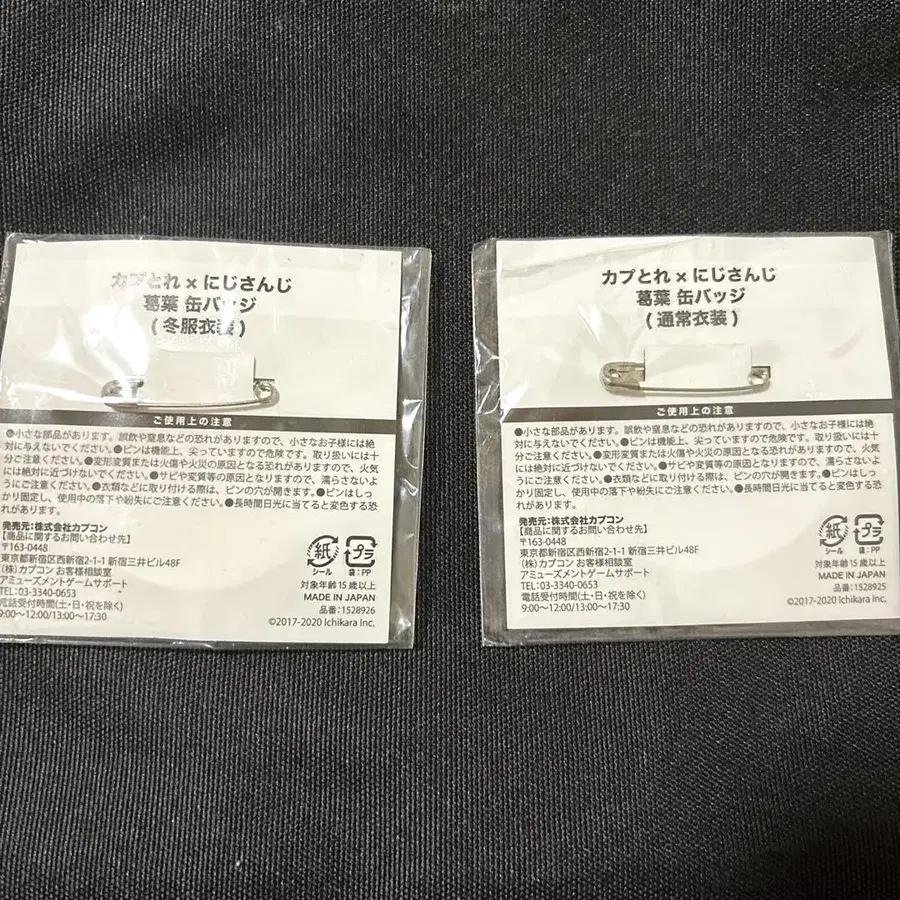 カプとれ×にじさんじ
葛葉 缶バッジ
(冬服衣装)
ご使用上の注意
●小さな部品があります。誤飲や窒息などの恐れがありますので、小さなお子様には絶
対に与えないでください。●ピンは機能上、尖っていますので危険です。取り扱いには十
分ご注意ください。●変形変質または火傷や火災の原因となる恐れがありますので、火気
には絶対に近づけないでください。●サビや変質等の原因となりますので、濡らさないよ
うにご注意ください。●衣類などに取り付ける際は、ピンの穴が開きます。●ピンはしっ
かり固定し、使用中の落下や紛失にご注意ください。●長時間日光に当てると変色する恐
れがあります。
発売元:株式会社カプコン
【商品に関するお問い合わせ先】
〒163-0448
東京都新宿区西新宿2-1-1 新宿三井ビル48F
(株)カプコン お客様相談室
アミューズメントゲームサポート
TEL:03-3340-0653
電話受付時間(土・日・祝を除く)
9:00〜12:00/13:00〜17:30
紙
シール
プラ
袋:PP
対象年齢15歳以上
MADE IN JAPAN
品番:1528926
©2017-2020 Ichikara Inc.
カプとれ×にじさんじ
葛葉 缶バッジ
(通常衣装)
ご使用上の注意
●小さな部品があります。誤飲や窒息などの恐れがありますので、小さなお子様には絶
対に与えないでください。●ピンは機能上、尖っていますので危険です。取り扱いには十
分ご注意ください。●変形変質または火傷や火災の原因となる恐れがありますので、火気
には絶対に近づけないでください。●サビや変質等の原因となりますので、濡らさないよ
うにご注意ください。●衣類などに取り付ける際は、ピンの穴が開きます。●ピンはしっ
かり固定し、使用中の落下や紛失にご注意ください。●長時間日光に当てると変色する恐
れがあります。
発売元:株式会社カプコン
【商品に関するお問い合わせ先】
〒163-0448
東京都新宿区西新宿2-1-1 新宿三井ビル48F
(株)カプコン お客様相談室
アミューズメントゲームサポート
TEL:03-3340-0653
電話受付時間(土・日・祝を除く)
9:00〜12:00/13:00〜17:30
紙
シール
プラ
袋:PP
対象年齢15歳以上
MADE IN JAPAN
品番:1528925
©2017-2020 Ichikara Inc.